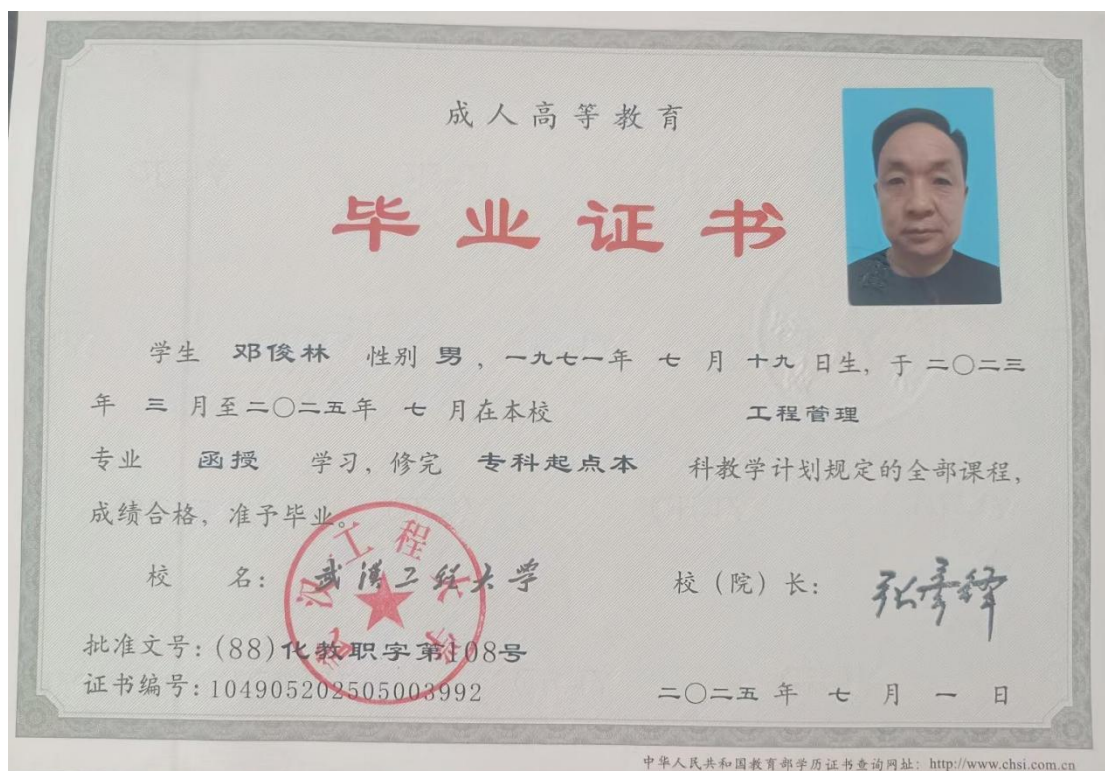 成人高等教育
毕业证书
学生 邓俊林 性别 男，一九七一年 七 月 十九 日生，于 二〇二三
年 三 月至二〇二五年 七 月在本校 工程管理
专业 函授 学习，修完 专科起点本 科教学计划规定的全部课程，
成绩合格，准予毕业。
校 名：武汉工程大学 校（院）长：
批准文号：(88)化教职字第108号
证书编号：104905202505003992 二〇二五 年 七 月 一 日
武汉工程大学
中华人民共和国教育部学历证书查询网址：http://www.chsi.com.cn